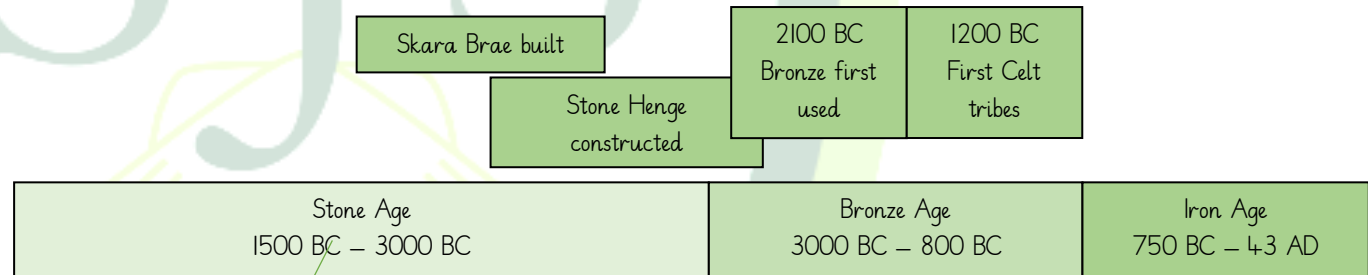 Skara Brae built
Stone Henge
constructed
2100 BC
Bronze first
used
1200 BC
First Celt
tribes
Stone Age
1500 BC – 3000 BC
Bronze Age
3000 BC – 800 BC
Iron Age
750 BC – 43 AD